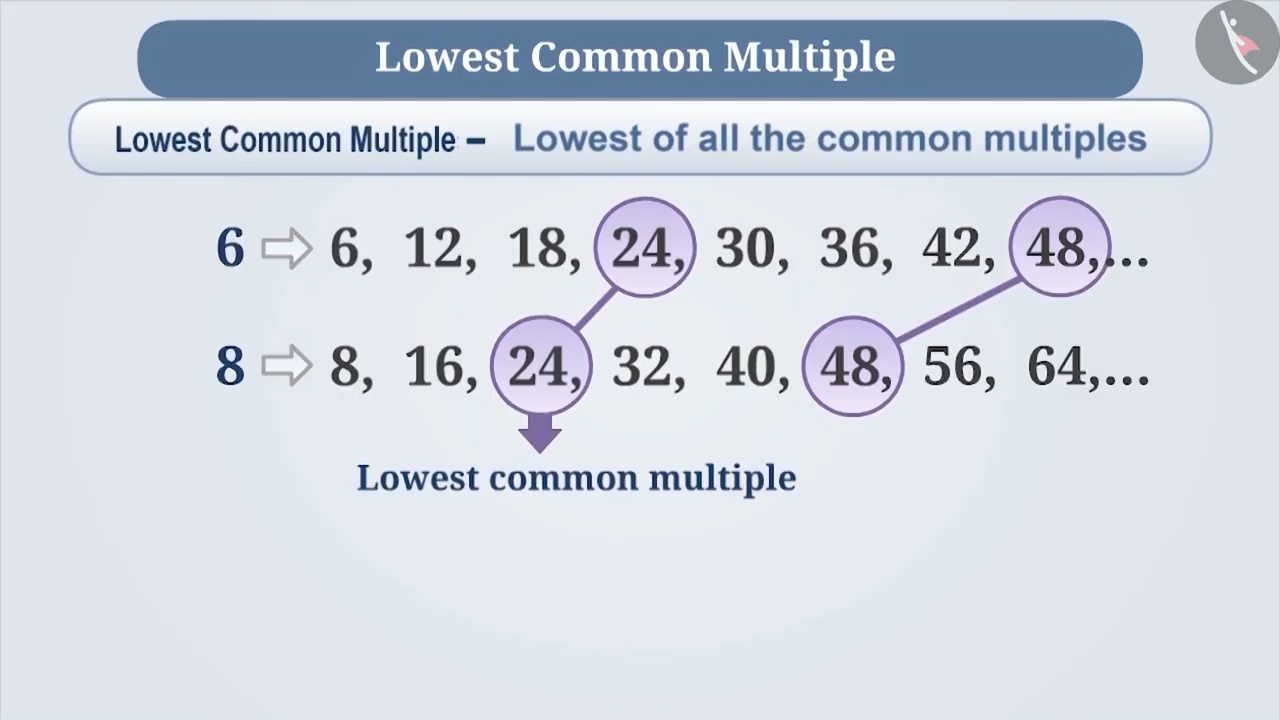 Lowest Common Multiple
Lowest Common Multiple – Lowest of all the common multiples
6 ⇨ 6, 12, 18, 24, 30, 36, 42, 48,...
8 ⇨ 8, 16, 24, 32, 40, 48, 56, 64,...
Lowest common multiple